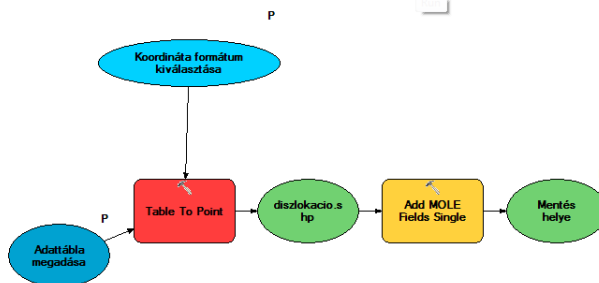 P
Koordináta formátum
kiválasztása
Table To Point
diszlokacio.s
hp
Add MOLE
Fields Single
Mentés
helye
P
Adattábla
megadása